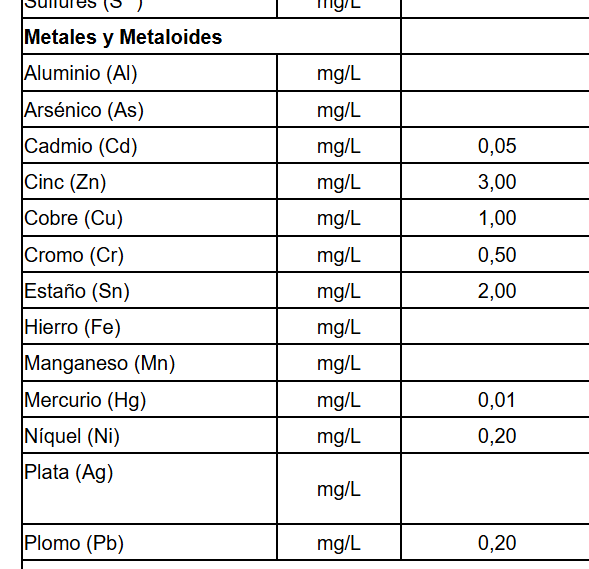 Sulfuros (S ) mg/L
Metales y Metaloides
Aluminio (Al) mg/L
Arsénico (As) mg/L
Cadmio (Cd) mg/L 0,05
Cinc (Zn) mg/L 3,00
Cobre (Cu) mg/L 1,00
Cromo (Cr) mg/L 0,50
Estaño (Sn) mg/L 2,00
Hierro (Fe) mg/L
Manganeso (Mn) mg/L
Mercurio (Hg) mg/L 0,01
Níquel (Ni) mg/L 0,20
Plata (Ag) mg/L
Plomo (Pb) mg/L 0,20